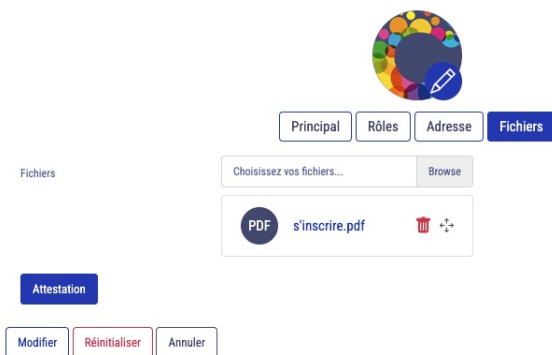 Principal Rôles Adresse Fichiers
Fichiers Choisissez vos fichiers... Browse
PDF s'inscrire.pdf
Attestation
Modifier Réinitialiser Annuler